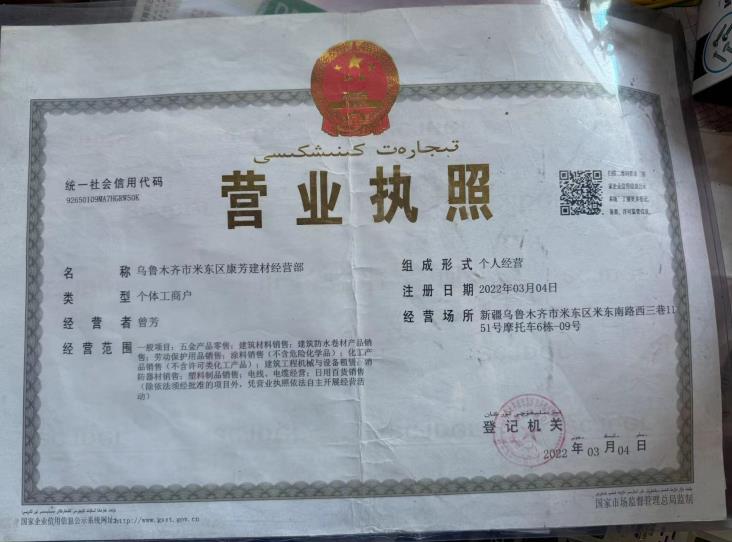 营业执照
统一社会信用代码
92650109MA7HGRW50K
名 称 乌鲁木齐市米东区康芳建材经营部
类 型 个体工商户
经营者 曾芳
经营范围 一般项目：五金产品零售；建筑材料销售；建筑防水卷材产品销
售；劳动保护用品销售；涂料销售（不含危险化学品）；化工产
品销售（不含许可类化工产品）；建筑工程机械与设备租赁；消
防器材销售；塑料制品销售；电线、电缆经营；日用百货销售
（除依法须经批准的项目外，凭营业执照依法自主开展经营活
动）
组成形式 个人经营
注册日期 2022年03月04日
经营场所 新疆乌鲁木齐市米东区米东南路西三巷11
51号摩托车6栋-09号
登记机关
2022 年 03 月 04 日
国家企业信用信息公示系统网址:http://www.gsxt.gov.cn
国家市场监督管理总局监制